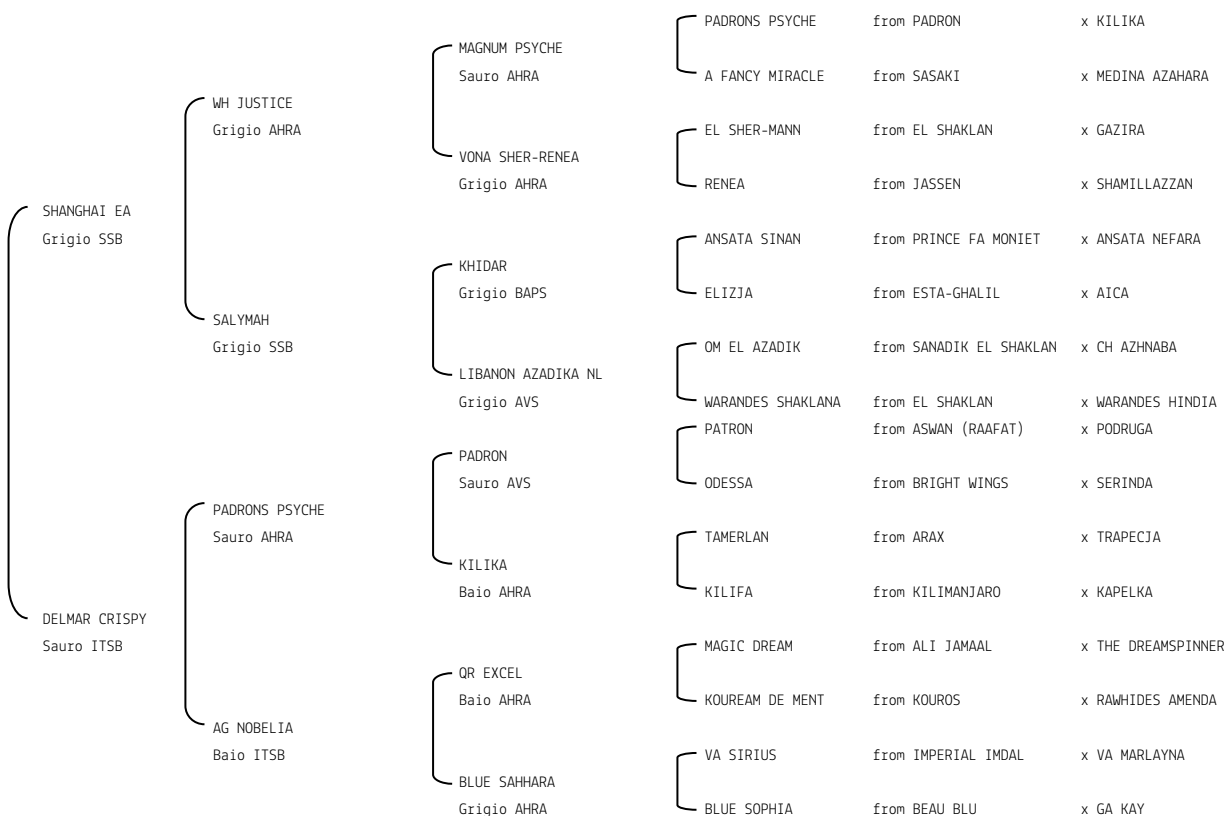 PADRONS PSYCHE from PADRON x KILIKA
MAGNUM PSYCHE
Sauro AHRA
A FANCY MIRACLE from SASAKI x MEDINA AZAHARA
WH JUSTICE
Grigio AHRA
EL SHER-MANN from EL SHAKLAN x GAZIRA
VONA SHER-RENEA
Grigio AHRA
RENEA from JASSEN x SHAMILLAZZAN
SHANGHAI EA
Grigio SSB
ANSATA SINAN from PRINCE FA MONIET x ANSATA NEFARA
KHIDAR
Grigio BAPS
ELIZJA from ESTA-GHALIL x AICA
SALYMAH
Grigio SSB
OM EL AZADIK from SANADIK EL SHAKLAN x CH AZHNABA
LIBANON AZADIKA NL
Grigio AVS
WARANDES SHAKLANA from EL SHAKLAN x WARANDES HINDIA
PATRON from ASWAN (RAAFAT) x PODRUGA
PADRON
Sauro AVS
ODESSA from BRIGHT WINGS x SERINDA
PADRONS PSYCHE
Sauro AHRA
TAMERLAN from ARAX x TRAPECJA
KILIKA
Baio AHRA
KILIFA from KILIMANJARO x KAPELKA
DELMAR CRISPY
Sauro ITSB
MAGIC DREAM from ALI JAMAAL x THE DREAMSPINNER
QR EXCEL
Baio AHRA
KOUREAM DE MENT from KOUROS x RAWHIDES AMENDA
AG NOBELIA
Baio ITSB
VA SIRIUS from IMPERIAL IMDAL x VA MARLAYNA
BLUE SAHHARA
Grigio AHRA
BLUE SOPHIA from BEAU BLU x GA KAY